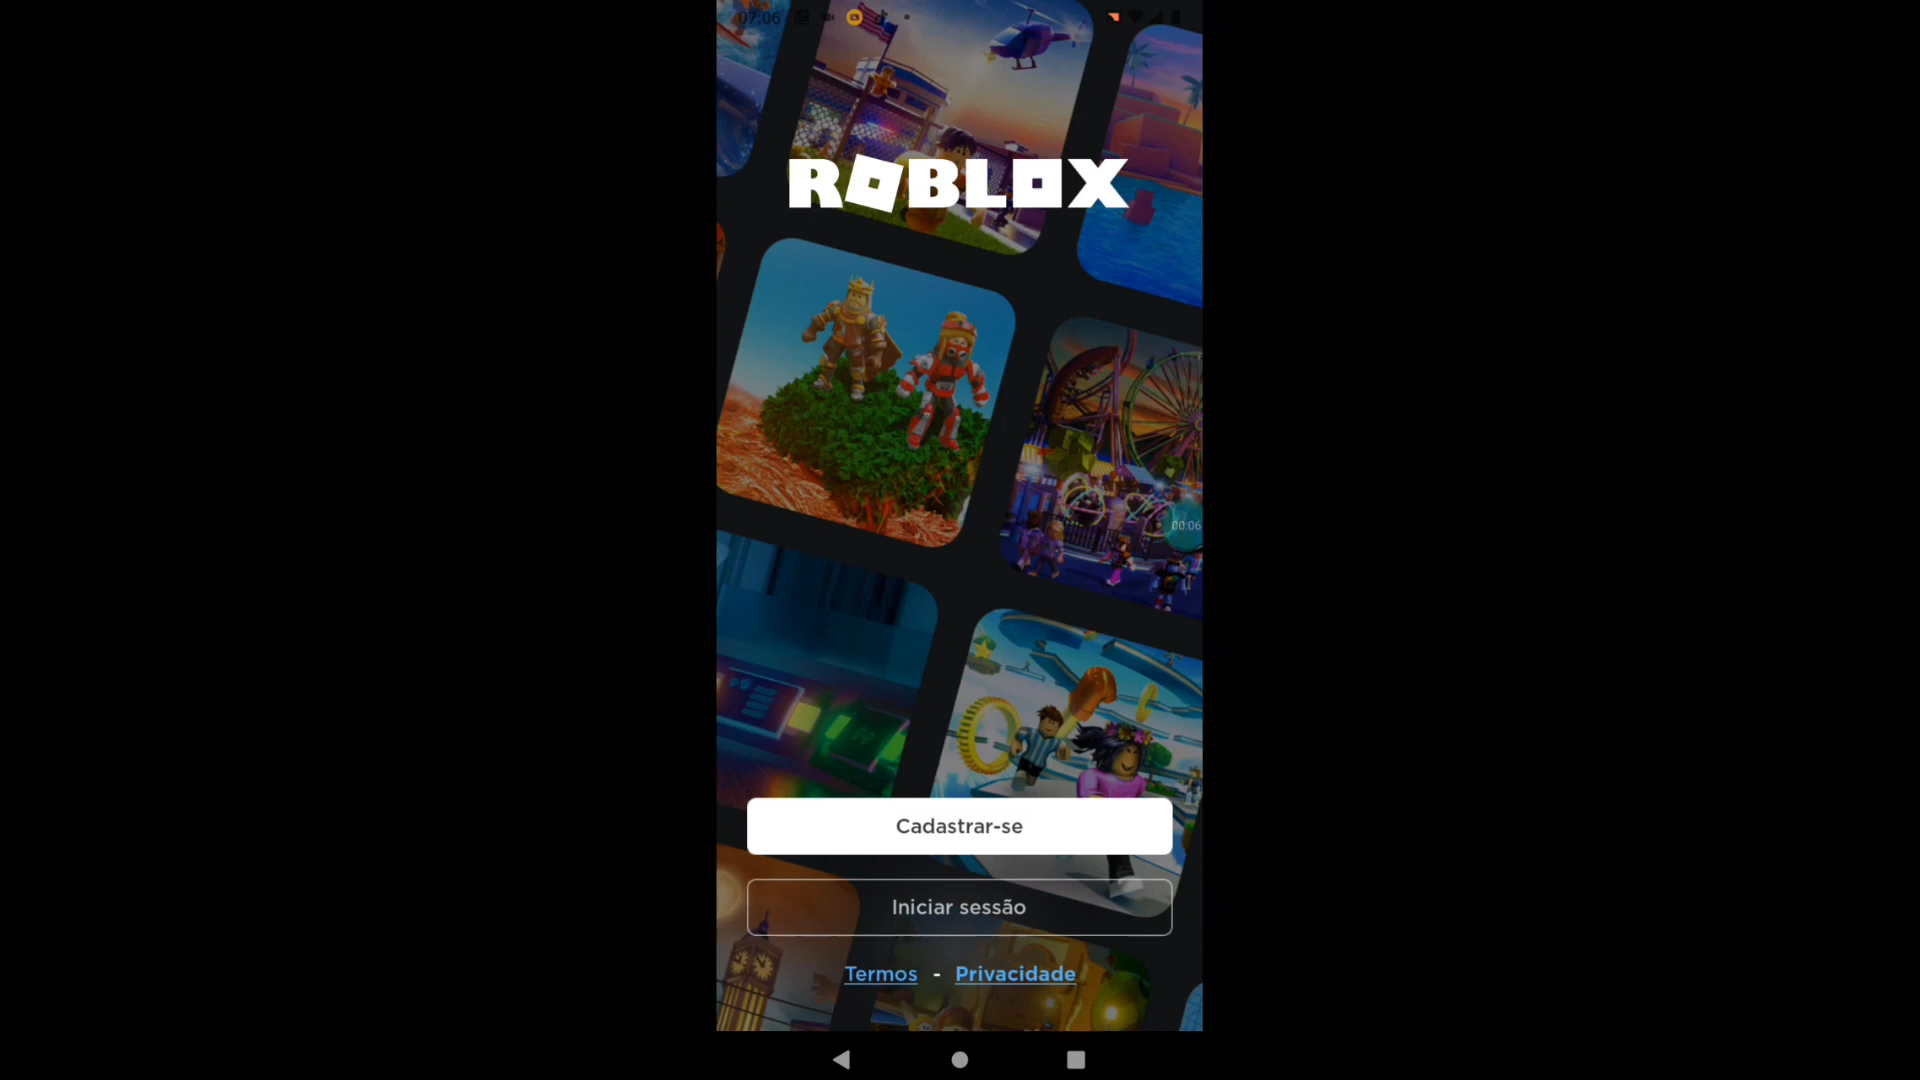 07:06
ROBLOX
00:06
Cadastrar-se
Iniciar sessão
Termos - Privacidade